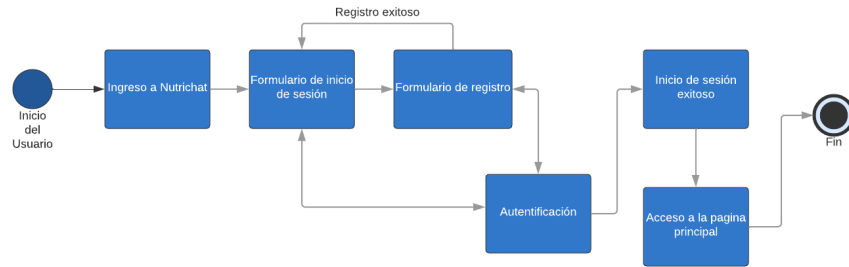 Registro exitoso
Inicio
del
Usuario
Ingreso a Nutrichat
Formulario de inicio
de sesión
Formulario de registro
Autentificación
Inicio de sesión
exitoso
Acceso a la pagina
principal
Fin